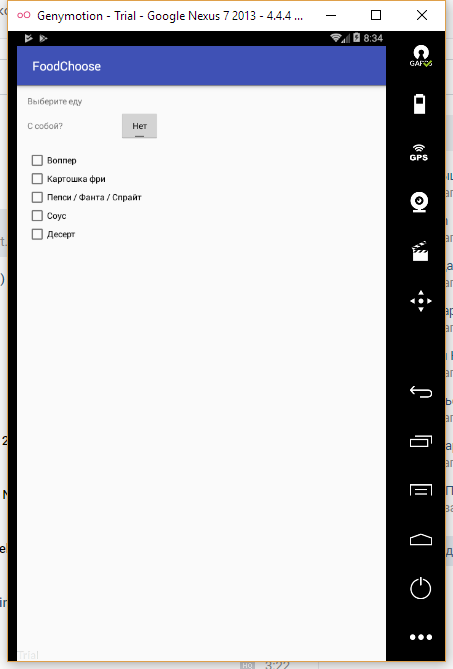 Genymotion - Trial - Google Nexus 7 2013 - 4.4.4
8:34
FoodChoose
Выберите еду
С собой?
Нет
Воппер
Картошка фри
Пепси / Фанта / Спрайт
Соус
Десерт
GPS
Trial
HQ
3:22